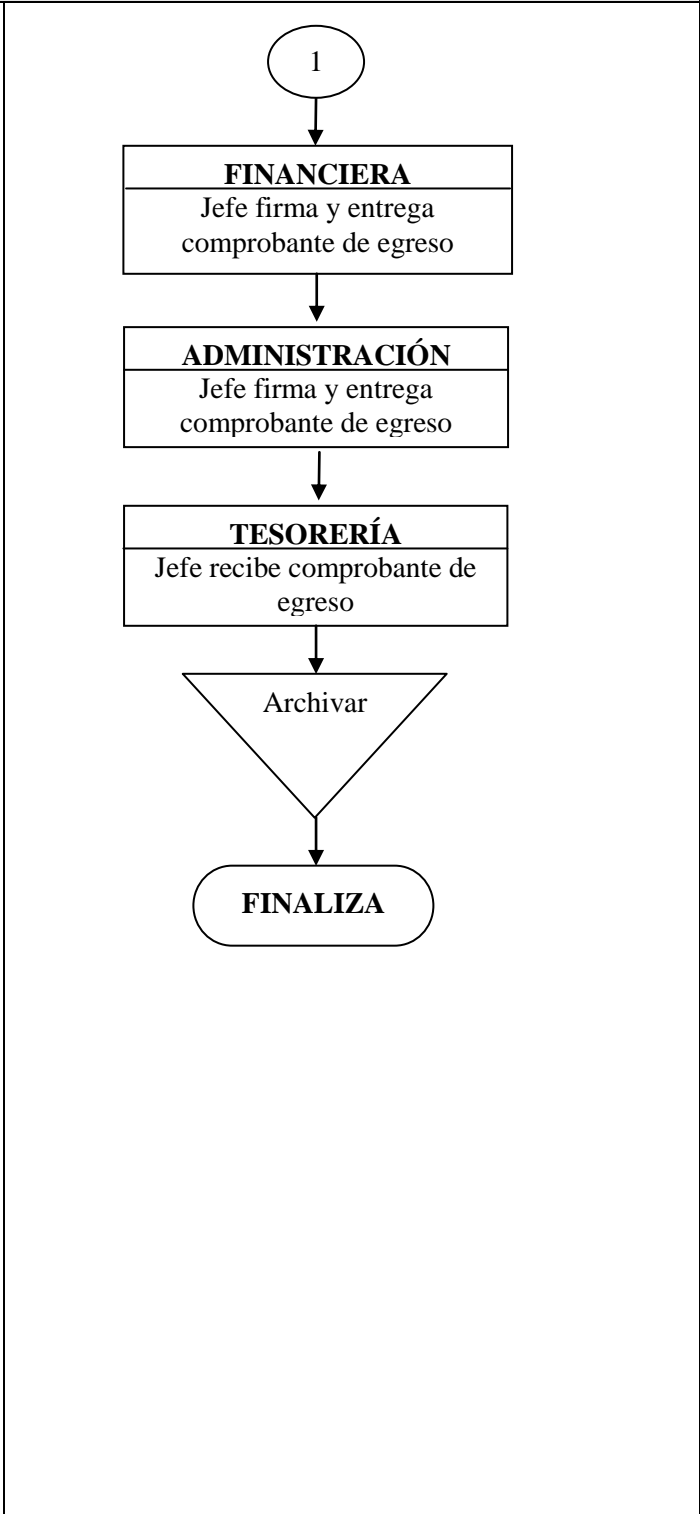 1
FINANCIERA
Jefe firma y entrega
comprobante de egreso
ADMINISTRACIÓN
Jefe firma y entrega
comprobante de egreso
TESORERÍA
Jefe recibe comprobante de
egreso
Archivar
FINALIZA